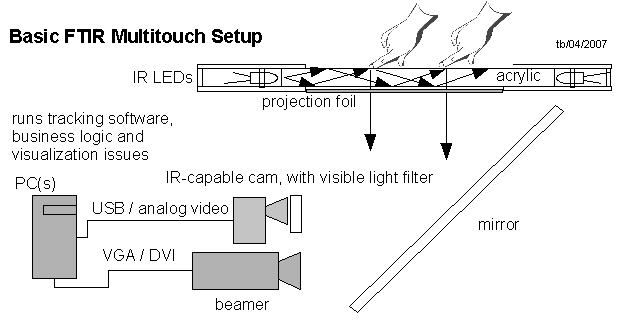 Basic FTIR Multitouch Setup
tb/04/2007
IR LEDs
acrylic
projection foil
runs tracking software,
business logic and
visualization issues
PC(s)
IR-capable cam, with visible light filter
USB / analog video
mirror
VGA / DVI
beamer